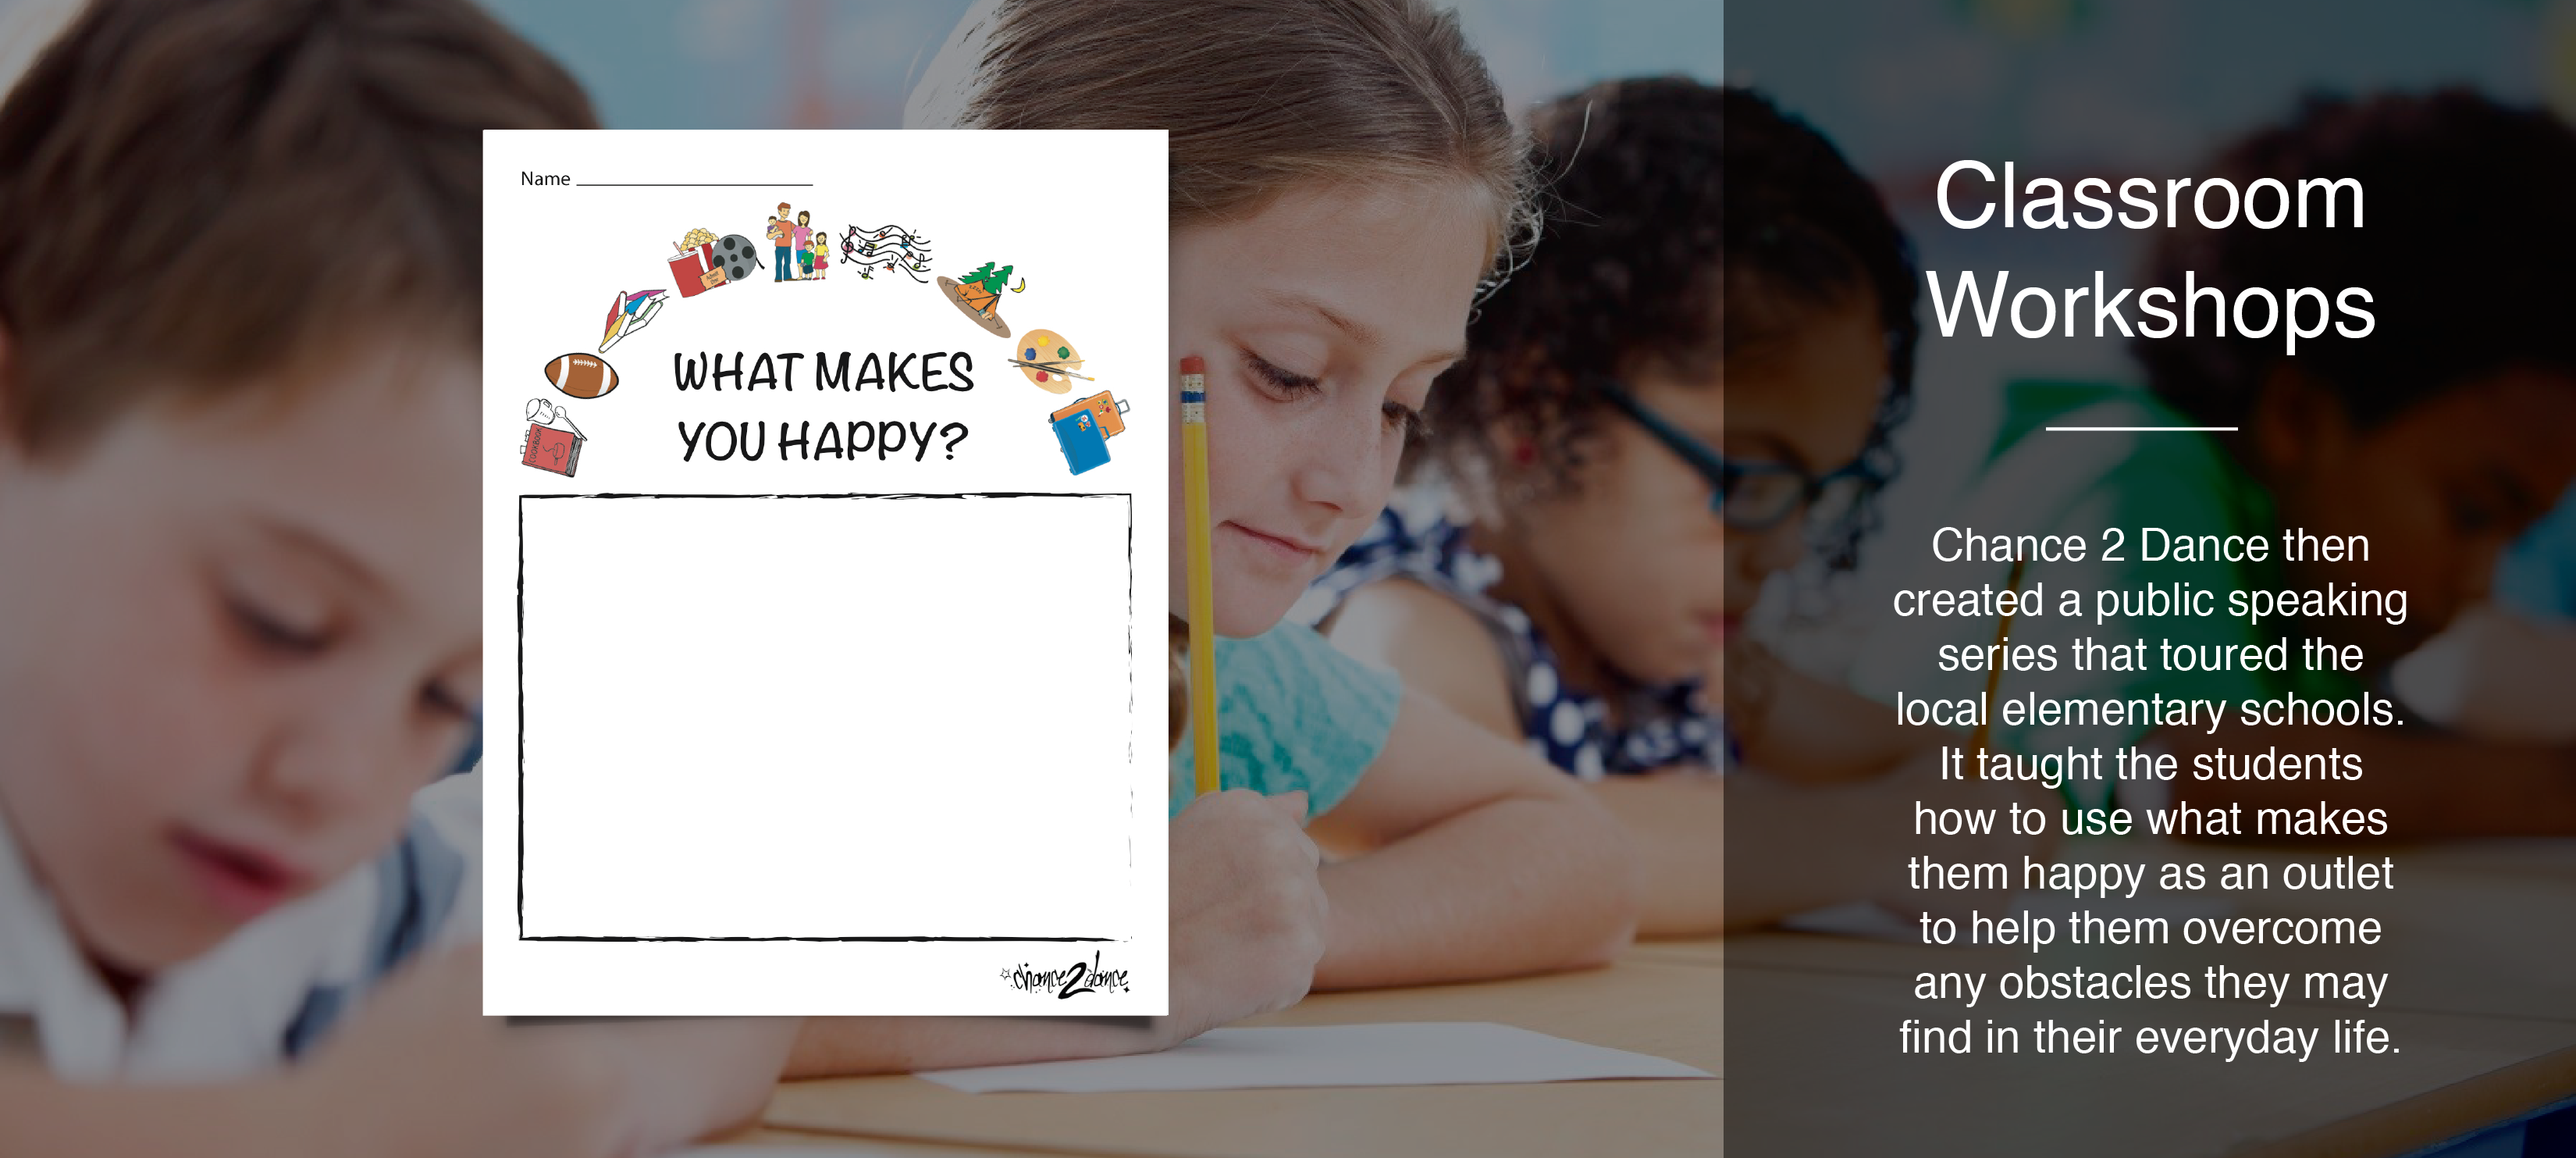 Name
WHAT MAKES
YOU HAPPY?
COOKBOOK
chance2dance
Classroom
Workshops
Chance 2 Dance then
created a public speaking
series that toured the
local elementary schools.
It taught the students
how to use what makes
them happy as an outlet
to help them overcome
any obstacles they may
find in their everyday life.